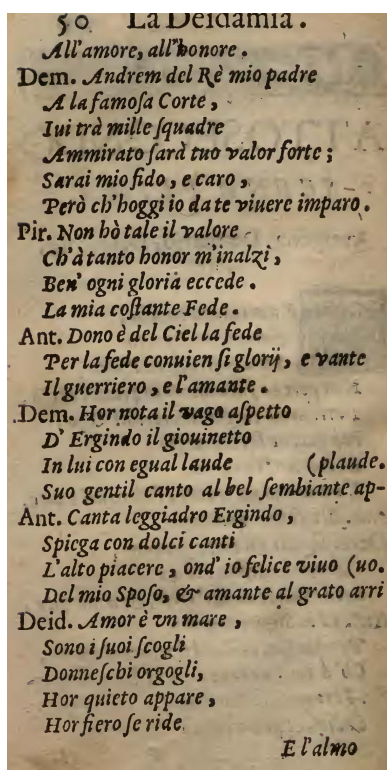 50 La Deidamia.
All'amore, all'honore.
Dem. Andrem del Rè mio padre
A la famoſa Corte,
Iui trà mille ſquadre
Ammirato ſarà tuo valor forte;
Sarai mio fido, e caro,
Però ch'hoggi io da te viuere imparo.
Pir. Non hò tale il valore
Ch'à tanto honor m'inalzi,
Ben' ogni gloria eccede.
La mia coſtante Fede.
Ant. Dono è del Ciel la fede
Per la fede conuien ſi glorij, e vante
Il guerriero, e l'amante.
Dem. Hor nota il vago aſpetto
D' Ergindo il giouinetto
In lui con egual laude (plaude.
Suo gentil canto al bel ſembiante ap-
Ant. Canta leggiadro Ergindo,
Spiega con dolci canti
L'alto piacere, ond' io felice viuo (uo.
Del mio Spoſo, & amante al grato arri
Deid. Amor è vn mare,
Sono i ſuoi ſcogli
Donneſchi orgogli,
Hor quieto appare,
Hor fiero ſe ride
E l'almo